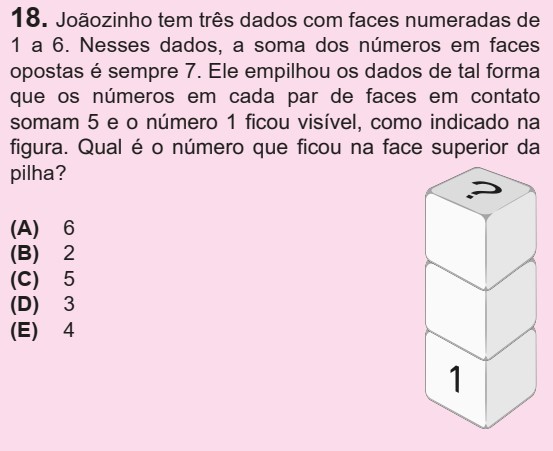 18. Joãozinho tem três dados com faces numeradas de
1 a 6. Nesses dados, a soma dos números em faces
opostas é sempre 7. Ele empilhou os dados de tal forma
que os números em cada par de faces em contato
somam 5 e o número 1 ficou visível, como indicado na
figura. Qual é o número que ficou na face superior da
pilha?
(A) 6
(B) 2
(C) 5
(D) 3
(E) 4
?
1